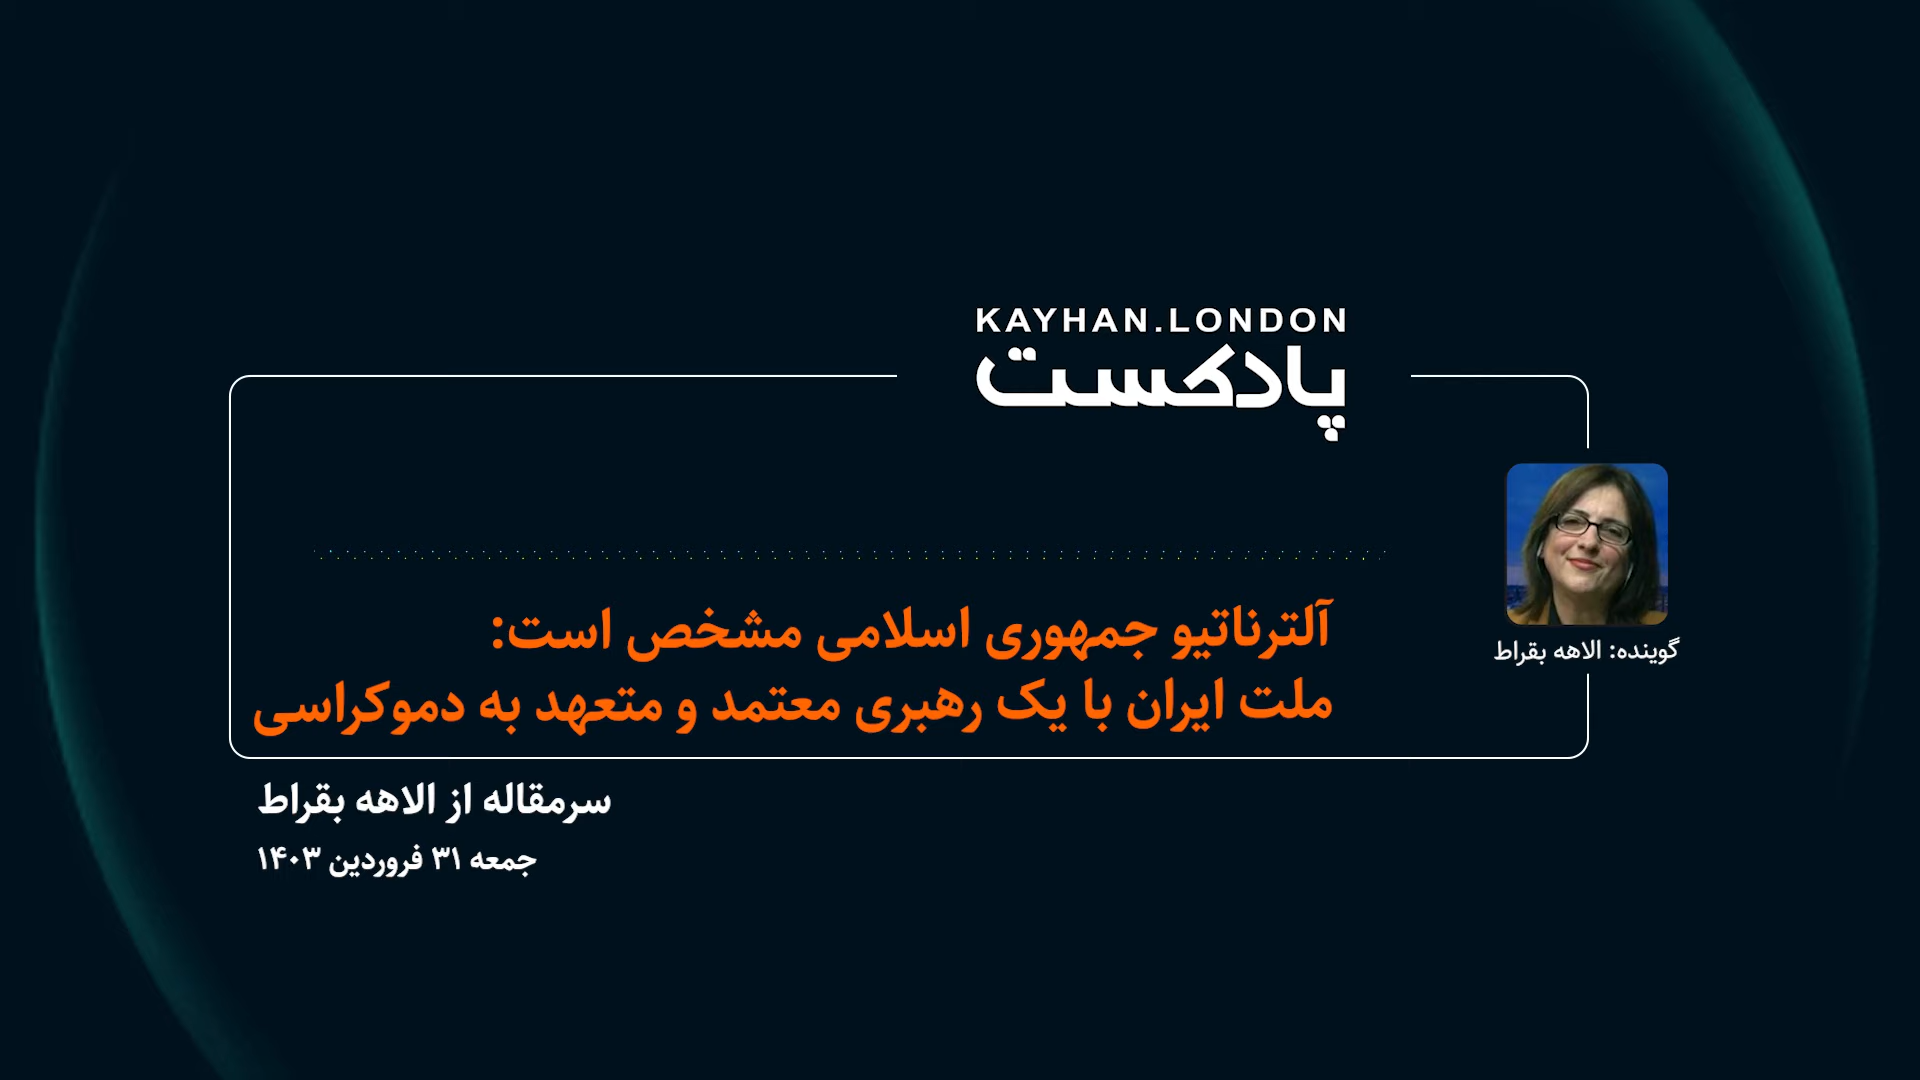 KAYHAN.LONDON
پادکست
گوینده: الاهه بقراط
آلترناتیو جمهوری اسلامی مشخص است:
ملت ایران با یک رهبری معتمد و متعهد به دموکراسی
سرمقاله از الاهه بقراط
جمعه ۳۱ فروردین ۱۴۰۳